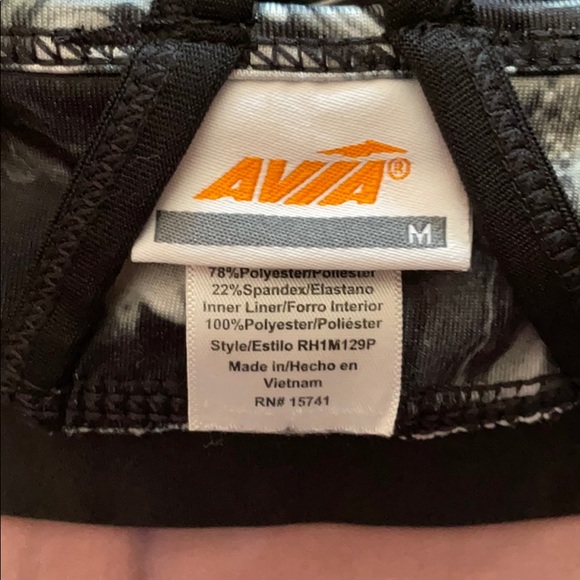 AVIA®
M
78%Polyester/Poliéster
22%Spandex/Elastano
Inner Liner/Forro Interior
100%Polyester/Poliéster
Style/Estilo RH1M129P
Made in/Hecho en
Vietnam
RN# 15741